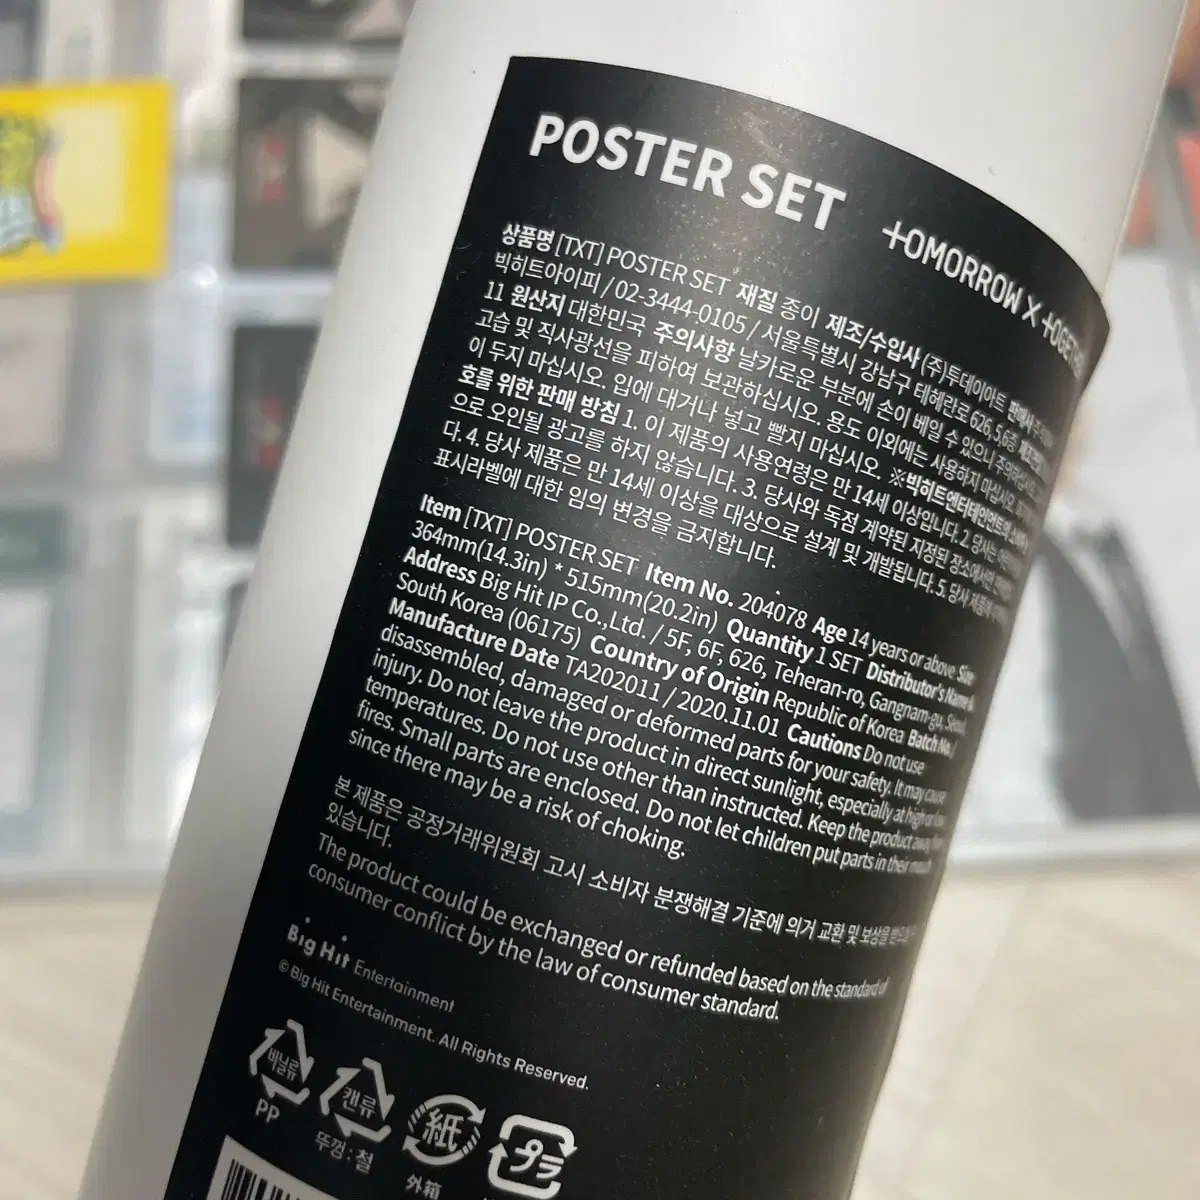 POSTER SET
TOMORROW X TOGETHER
상품명 [TXT] POSTER SET 재질 종이 제조/수입사 (주)투데이아트 판매사
빅히트아이피 / 02-3444-0105 / 서울특별시 강남구 테헤란로 626, 5,6층
11 원산지 대한민국 주의사항 날카로운 부분에 손이 베일 수 있으니
고습 및 직사광선을 피하여 보관하십시오. 용도 이외에는 사용하지 마십시오.
이 두지 마십시오. 입에 대거나 넣고 빨지 마십시오. ※빅히트엔터테인먼트의
호를 위한 판매 방침 1. 이 제품의 사용연령은 만 14세 이상입니다. 2. 당사는
으로 오인될 광고를 하지 않습니다. 3. 당사와 독점 계약된 지정된 장소에서만
다. 4. 당사 제품은 만 14세 이상을 대상으로 설계 및 개발됩니다. 5. 당사 제품에
표시라벨에 대한 임의 변경을 금지합니다.
Item [TXT] POSTER SET Item No. 204078 Age 14 years or above Size
364mm(14.3in) * 515mm(20.2in) Quantity 1 SET Distributor's Name &
Address Big Hit IP Co.,Ltd. / 5F, 6F, 626, Teheran-ro, Gangnam-gu, Seoul,
South Korea (06175) Country of Origin Republic of Korea Batch No. /
Manufacture Date TA202011 / 2020.11.01 Cautions Do not use
disassembled, damaged or deformed parts for your safety. It may cause
injury. Do not leave the product in direct sunlight, especially at high or low
temperatures. Do not use other than instructed. Keep the product away
fires. Small parts are enclosed. Do not let children put parts in their mouth
since there may be a risk of choking.
본 제품은 공정거래위원회 고시 소비자 분쟁해결 기준에 의거 교환 및 보상을 받으실 수
있습니다.
The product could be exchanged or refunded based on the standard of
consumer conflict by the law of consumer standard.
Big Hit Entertainment
© Big Hit Entertainment. All Rights Reserved.
비닐류 캔류 紙 プラ
PP 뚜껑 : 철 外箱